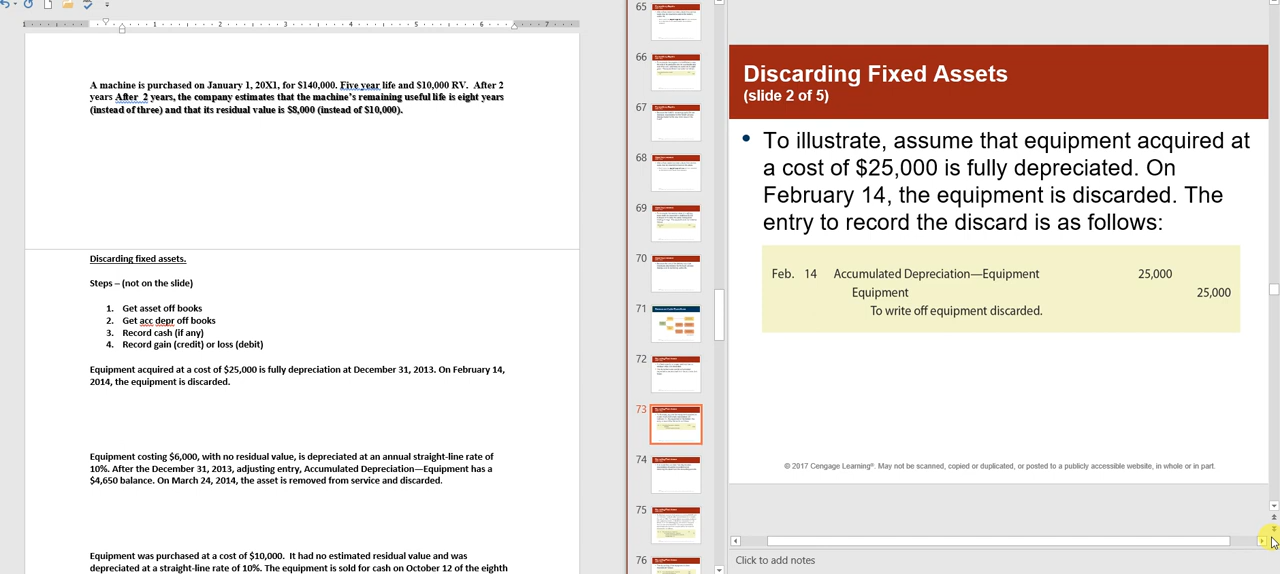 A machine is purchased on January 1, 20X1, for $140,000. Five year life and $10,000 RV. After 2
years After 2 years, the company estimates that the machine's remaining useful life is eight years
(instead of three) and that its residual value is $8,000 (instead of $10,000).
Discarding fixed assets.
Steps – (not on the slide)
1. Get asset off books
2. Get acc depr off books
3. Record cash (if any)
4. Record gain (credit) or loss (debit)
Equipment acquired at a cost of $25,000 is fully depreciation at December 31, 2013. On February 14,
2014, the equipment is discarded.
Equipment costing $6,000, with no residual value, is depreciated at an annual straight-line rate of
10%. After the December 31, 2013, adjusting entry, Accumulated Depreciation—Equipment has a
$4,650 balance. On March 24, 2014, the asset is removed from service and discarded.
Equipment was purchased at a cost of $10,000. It had no estimated residual value and was
depreciated at a straight-line rate of 10%. The equipment is sold for cash on October 12 of the eighth
65
66
67
68
69
70
71
72
73
74
75
76
Discarding Fixed Assets
(slide 2 of 5)
• To illustrate, assume that equipment acquired at
a cost of $25,000 is fully depreciated. On
February 14, the equipment is discarded. The
entry to record the discard is as follows:
Feb. 14 Accumulated Depreciation—Equipment 25,000
Equipment 25,000
To write off equipment discarded.
© 2017 Cengage Learning®. May not be scanned, copied or duplicated, or posted to a publicly accessible website, in whole or in part.
Click to add notes